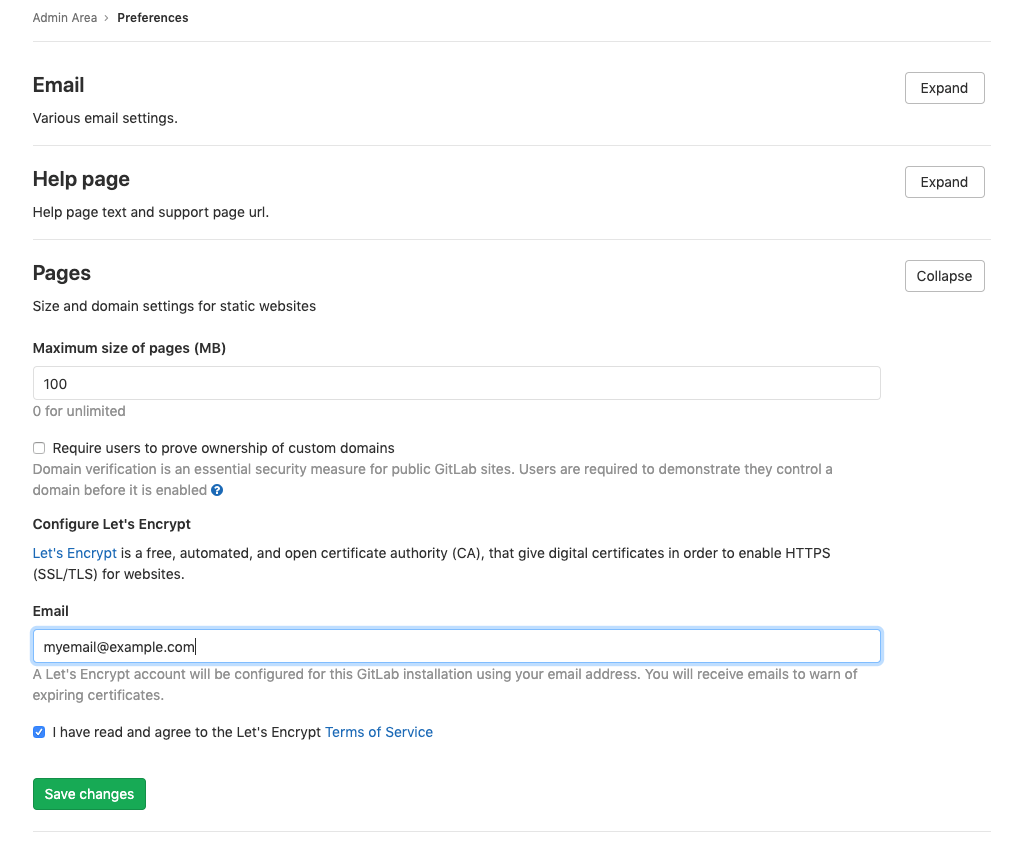 Admin Area › Preferences
Email
Expand
Various email settings.
Help page
Expand
Help page text and support page url.
Pages
Collapse
Size and domain settings for static websites
Maximum size of pages (MB)
100
0 for unlimited
Require users to prove ownership of custom domains
Domain verification is an essential security measure for public GitLab sites. Users are required to demonstrate they control a
domain before it is enabled ?
Configure Let's Encrypt
Let's Encrypt is a free, automated, and open certificate authority (CA), that give digital certificates in order to enable HTTPS
(SSL/TLS) for websites.
Email
myemail@example.com
A Let's Encrypt account will be configured for this GitLab installation using your email address. You will receive emails to warn of
expiring certificates.
I have read and agree to the Let's Encrypt Terms of Service
Save changes